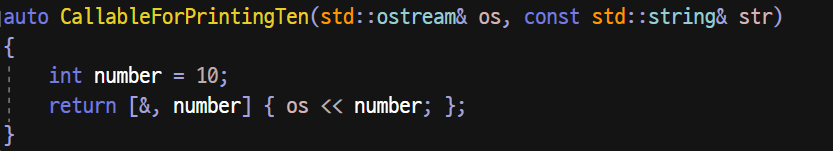 auto CallableForPrintingTen(std::ostream& os, const std::string& str)
{
    int number = 10;
    return [&, number] { os << number; };
}